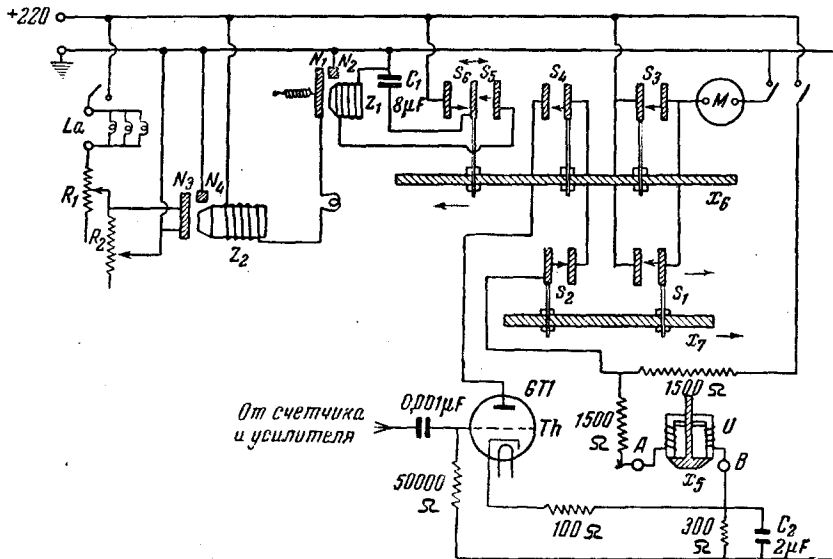 +220
N₁ N₂ C₁ 8μF S₆ S₅ S₄ S₃ M
Z₁
La
N₃ N₄
R₁
R₂
Z₂
x₆
S₂ S₁
x₇
6T1
1500 Ω
От счетчика
и усилителя
0,001μF
Th
1500
Ω
A
U
B
x₅
50000
Ω
100 Ω
300
Ω
C₂
2μF